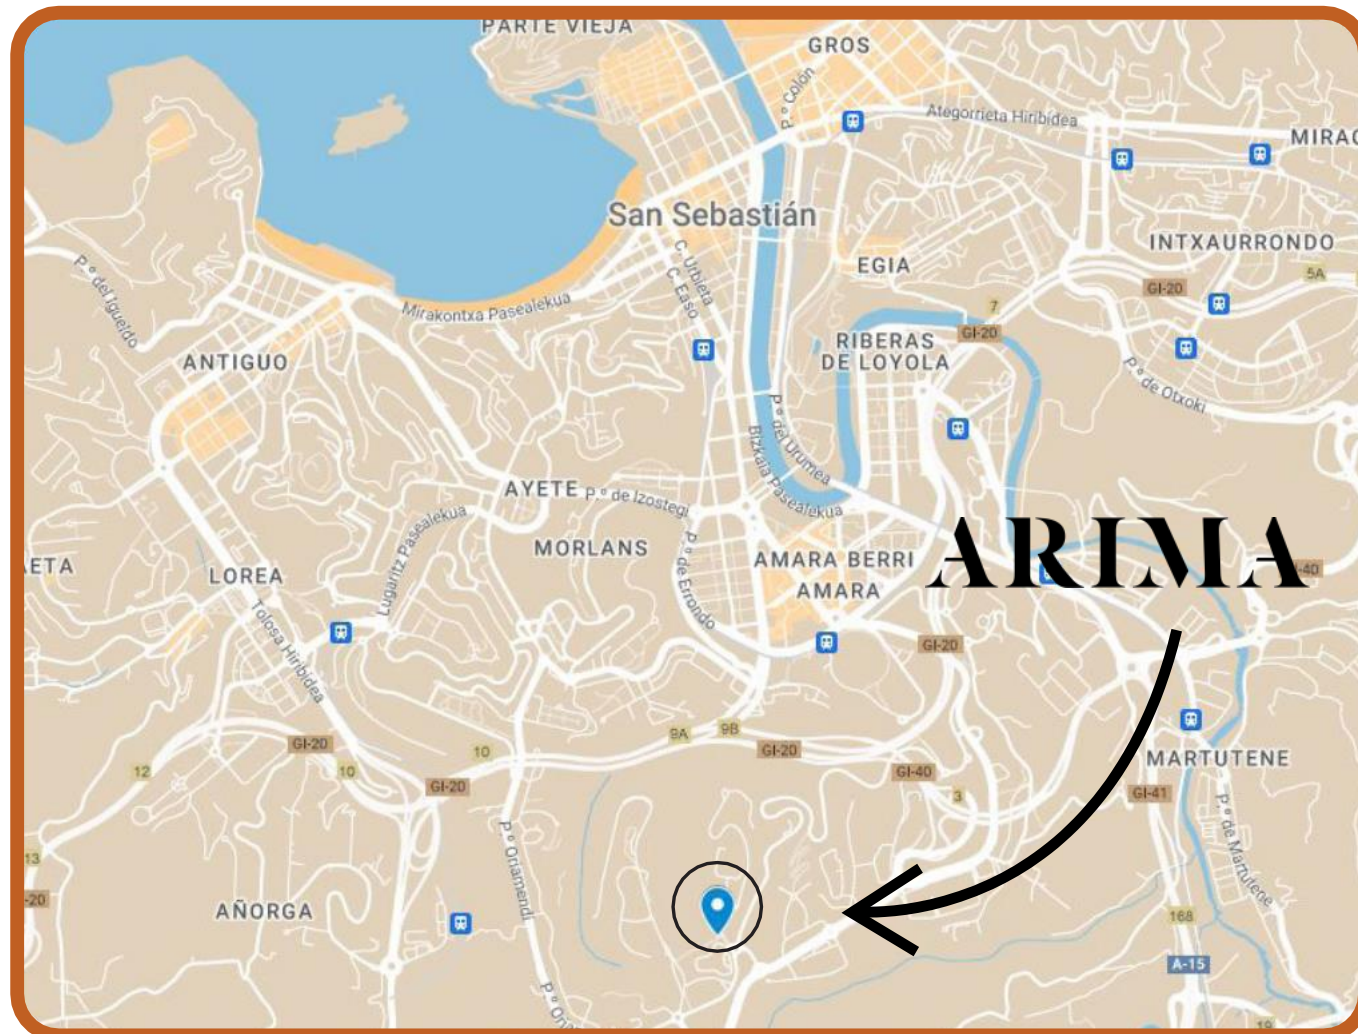 PARTE VIEJA
GROS
P.º Colón
Ategorrieta Hiribidea
San Sebastián
C. Urbieta
C. Easo
EGIA
INTXAURRONDO
5A
GI-20
7
GI-20
P.º del Igueldo
Mirakontxa Pasealekua
ANTIGUO
RIBERAS
DE LOYOLA
P.º de Otxoki
P.º del Urumea
Bizkaia Pasealekua
AYETE
P.º de Izostegi
Lugaritz Pasealekua
MORLANS
P.º de Errondo
AMARA BERRI
AMARA
ARIMA
-40
LOREA
Tolosa Hiribidea
GI-20
9A
9B
GI-20
GI-20
10
10
12
GI-20
GI-40
3
MARTUTENE
GI-41
P.º de Martutene
13
-20
P.º Oriamendi
AÑORGA
168
A-15
19